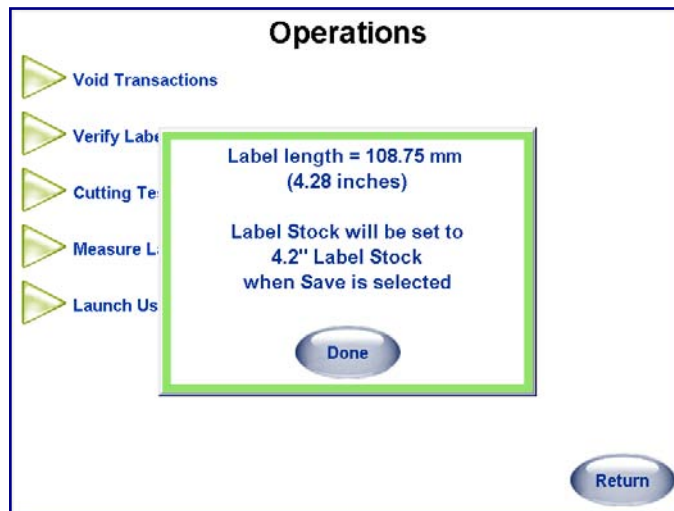 Operations
Void Transactions
Verify Labe
Cutting Te
Measure L
Launch Us
Label length = 108.75 mm
(4.28 inches)
Label Stock will be set to
4.2" Label Stock
when Save is selected
Done
Return